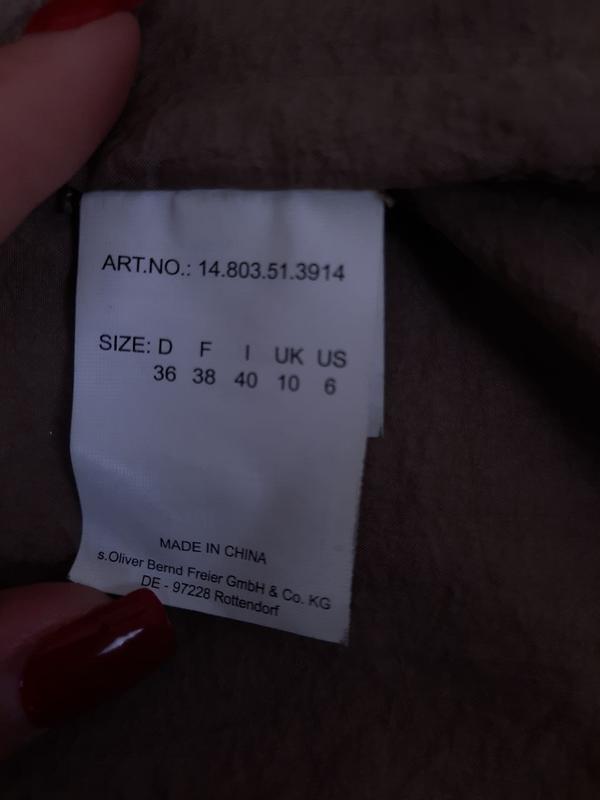 ART.NO.: 14.803.51.3914
SIZE: D F I UK US
36 38 40 10 6
MADE IN CHINA
s.Oliver Bernd Freier GmbH & Co. KG
DE - 97228 Rottendorf